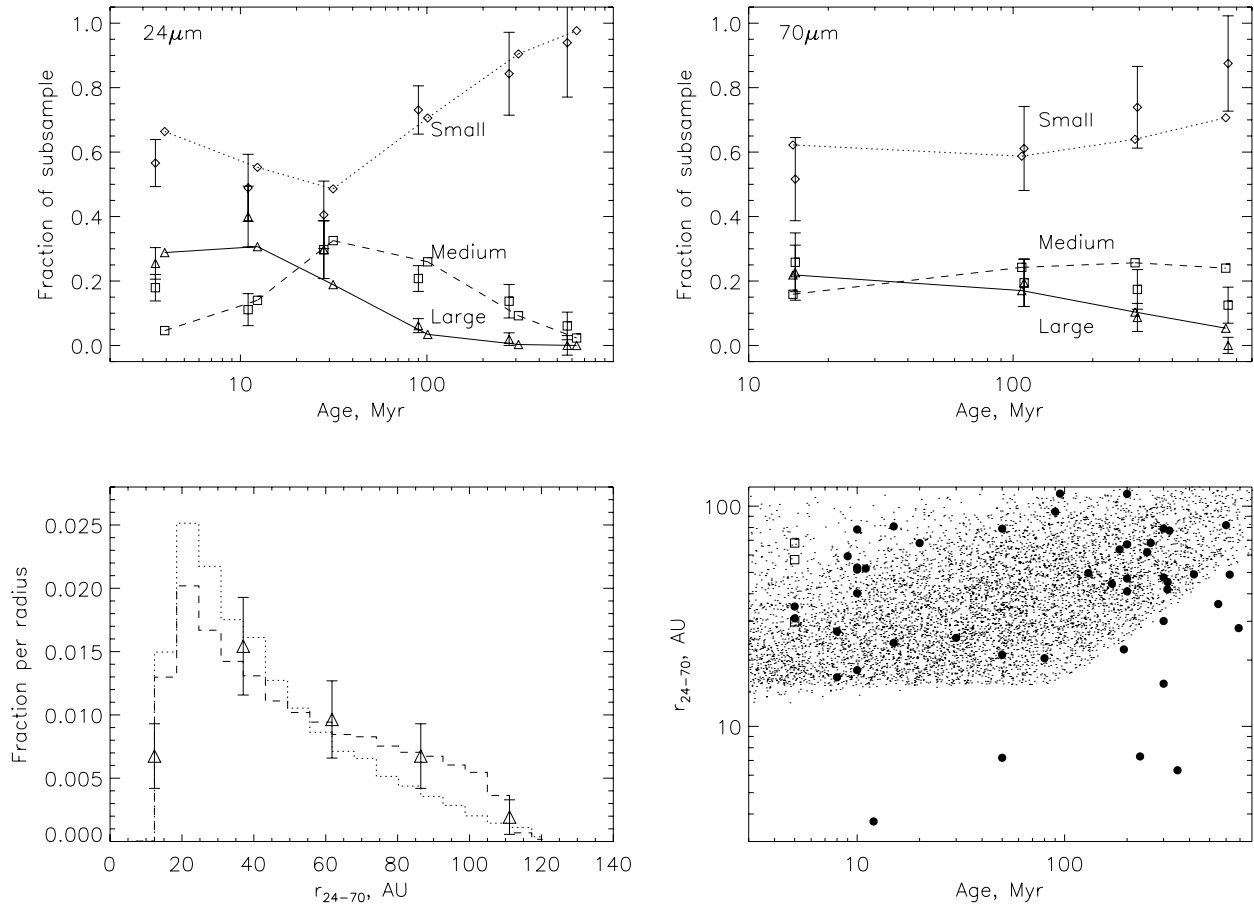 24μm
1.0
0.8
0.6
0.4
0.2
0.0
Fraction of subsample
Small
Medium
Large
10
100
Age, Myr
70μm
1.0
0.8
0.6
0.4
0.2
0.0
Fraction of subsample
Small
Medium
Large
10
100
Age, Myr
0.025
0.020
0.015
0.010
0.005
0.000
Fraction per radius
0
20
40
60
80
100
120
140
r24−70, AU
100
10
r24−70, AU
10
100
Age, Myr